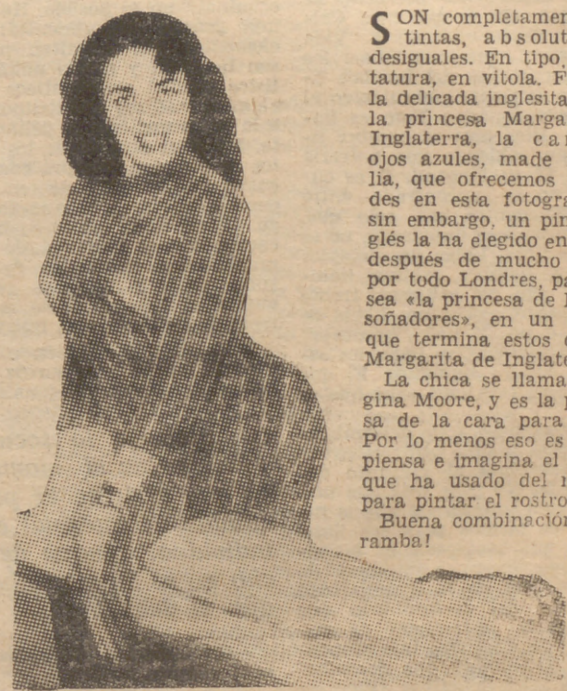 SON completamen
tintas, absolut
desiguales. En tipo,
tatura, en vitola. F
la delicada inglesita
la princesa Marga
Inglaterra, la ca
ojos azules, made
lia, que ofrecemos
des en esta fotogra
sin embargo, un pin
glés la ha elegido en
después de mucho
por todo Londres, pa
sea «la princesa de l
soñadores», en un
que termina estos
Margarita de Inglate
La chica se llama
gina Moore, y es la p
sa de la cara para
Por lo menos eso es
piensa e imagina el
que ha usado del
para pintar el rostro
Buena combinación
ramba!